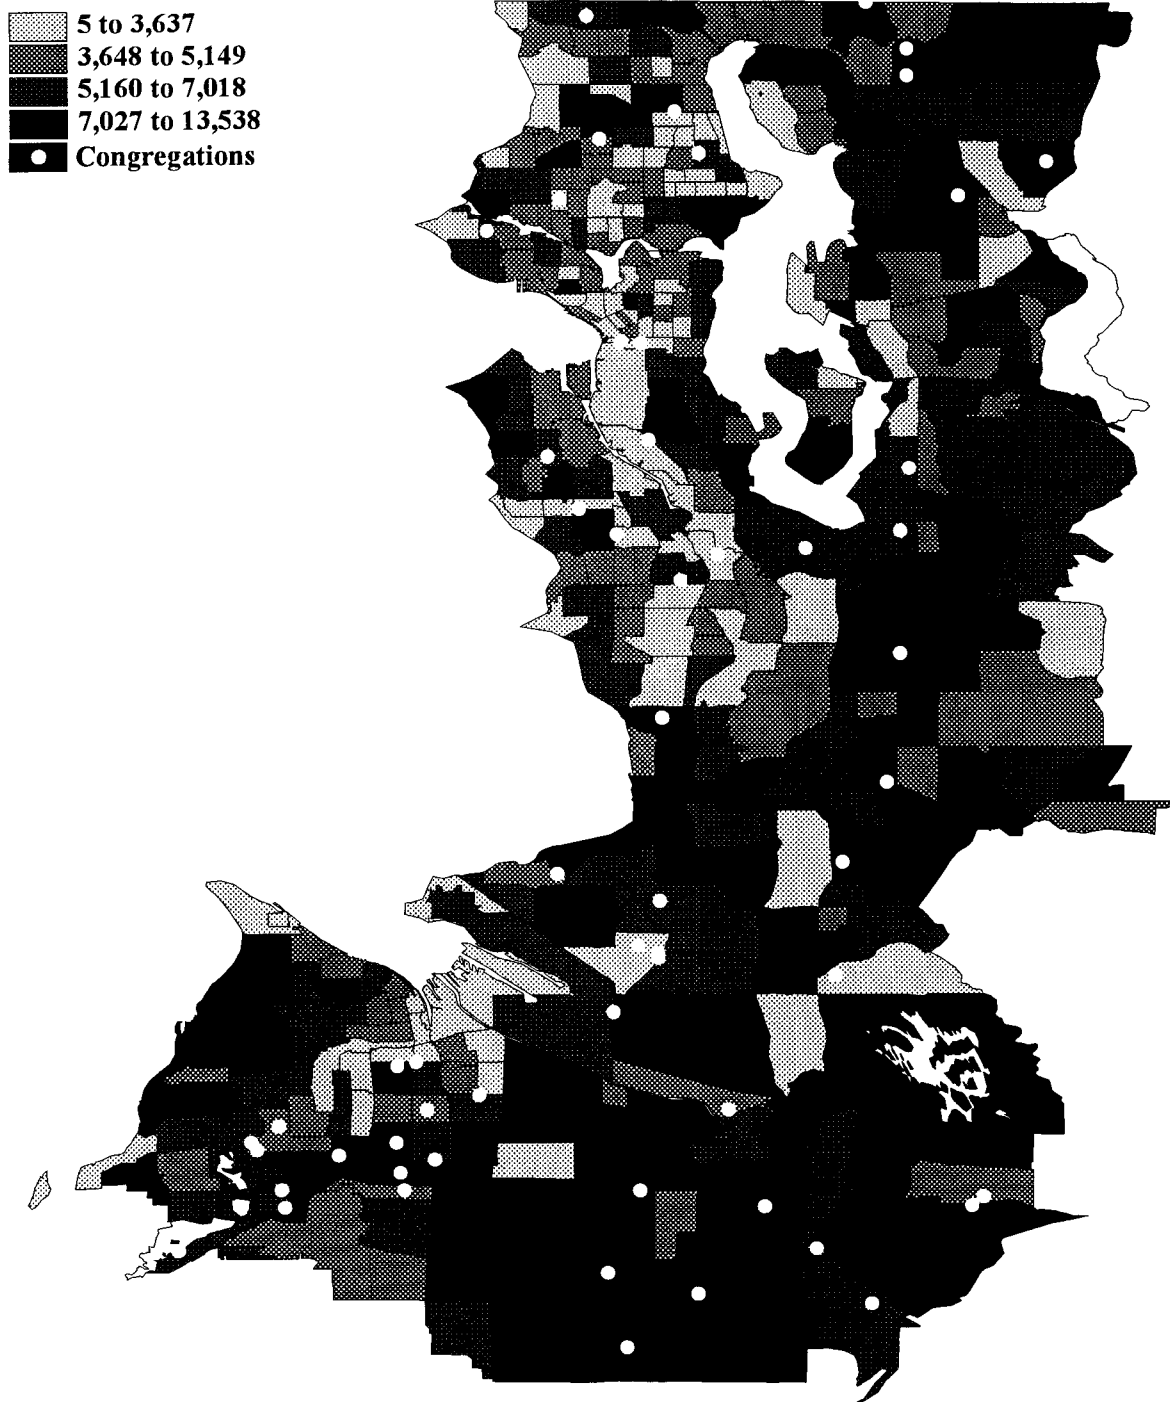 5 to 3,637
3,648 to 5,149
5,160 to 7,018
7,027 to 13,538
Congregations